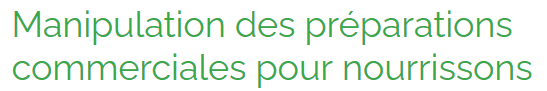 Manipulation des préparations
commerciales pour nourrissons